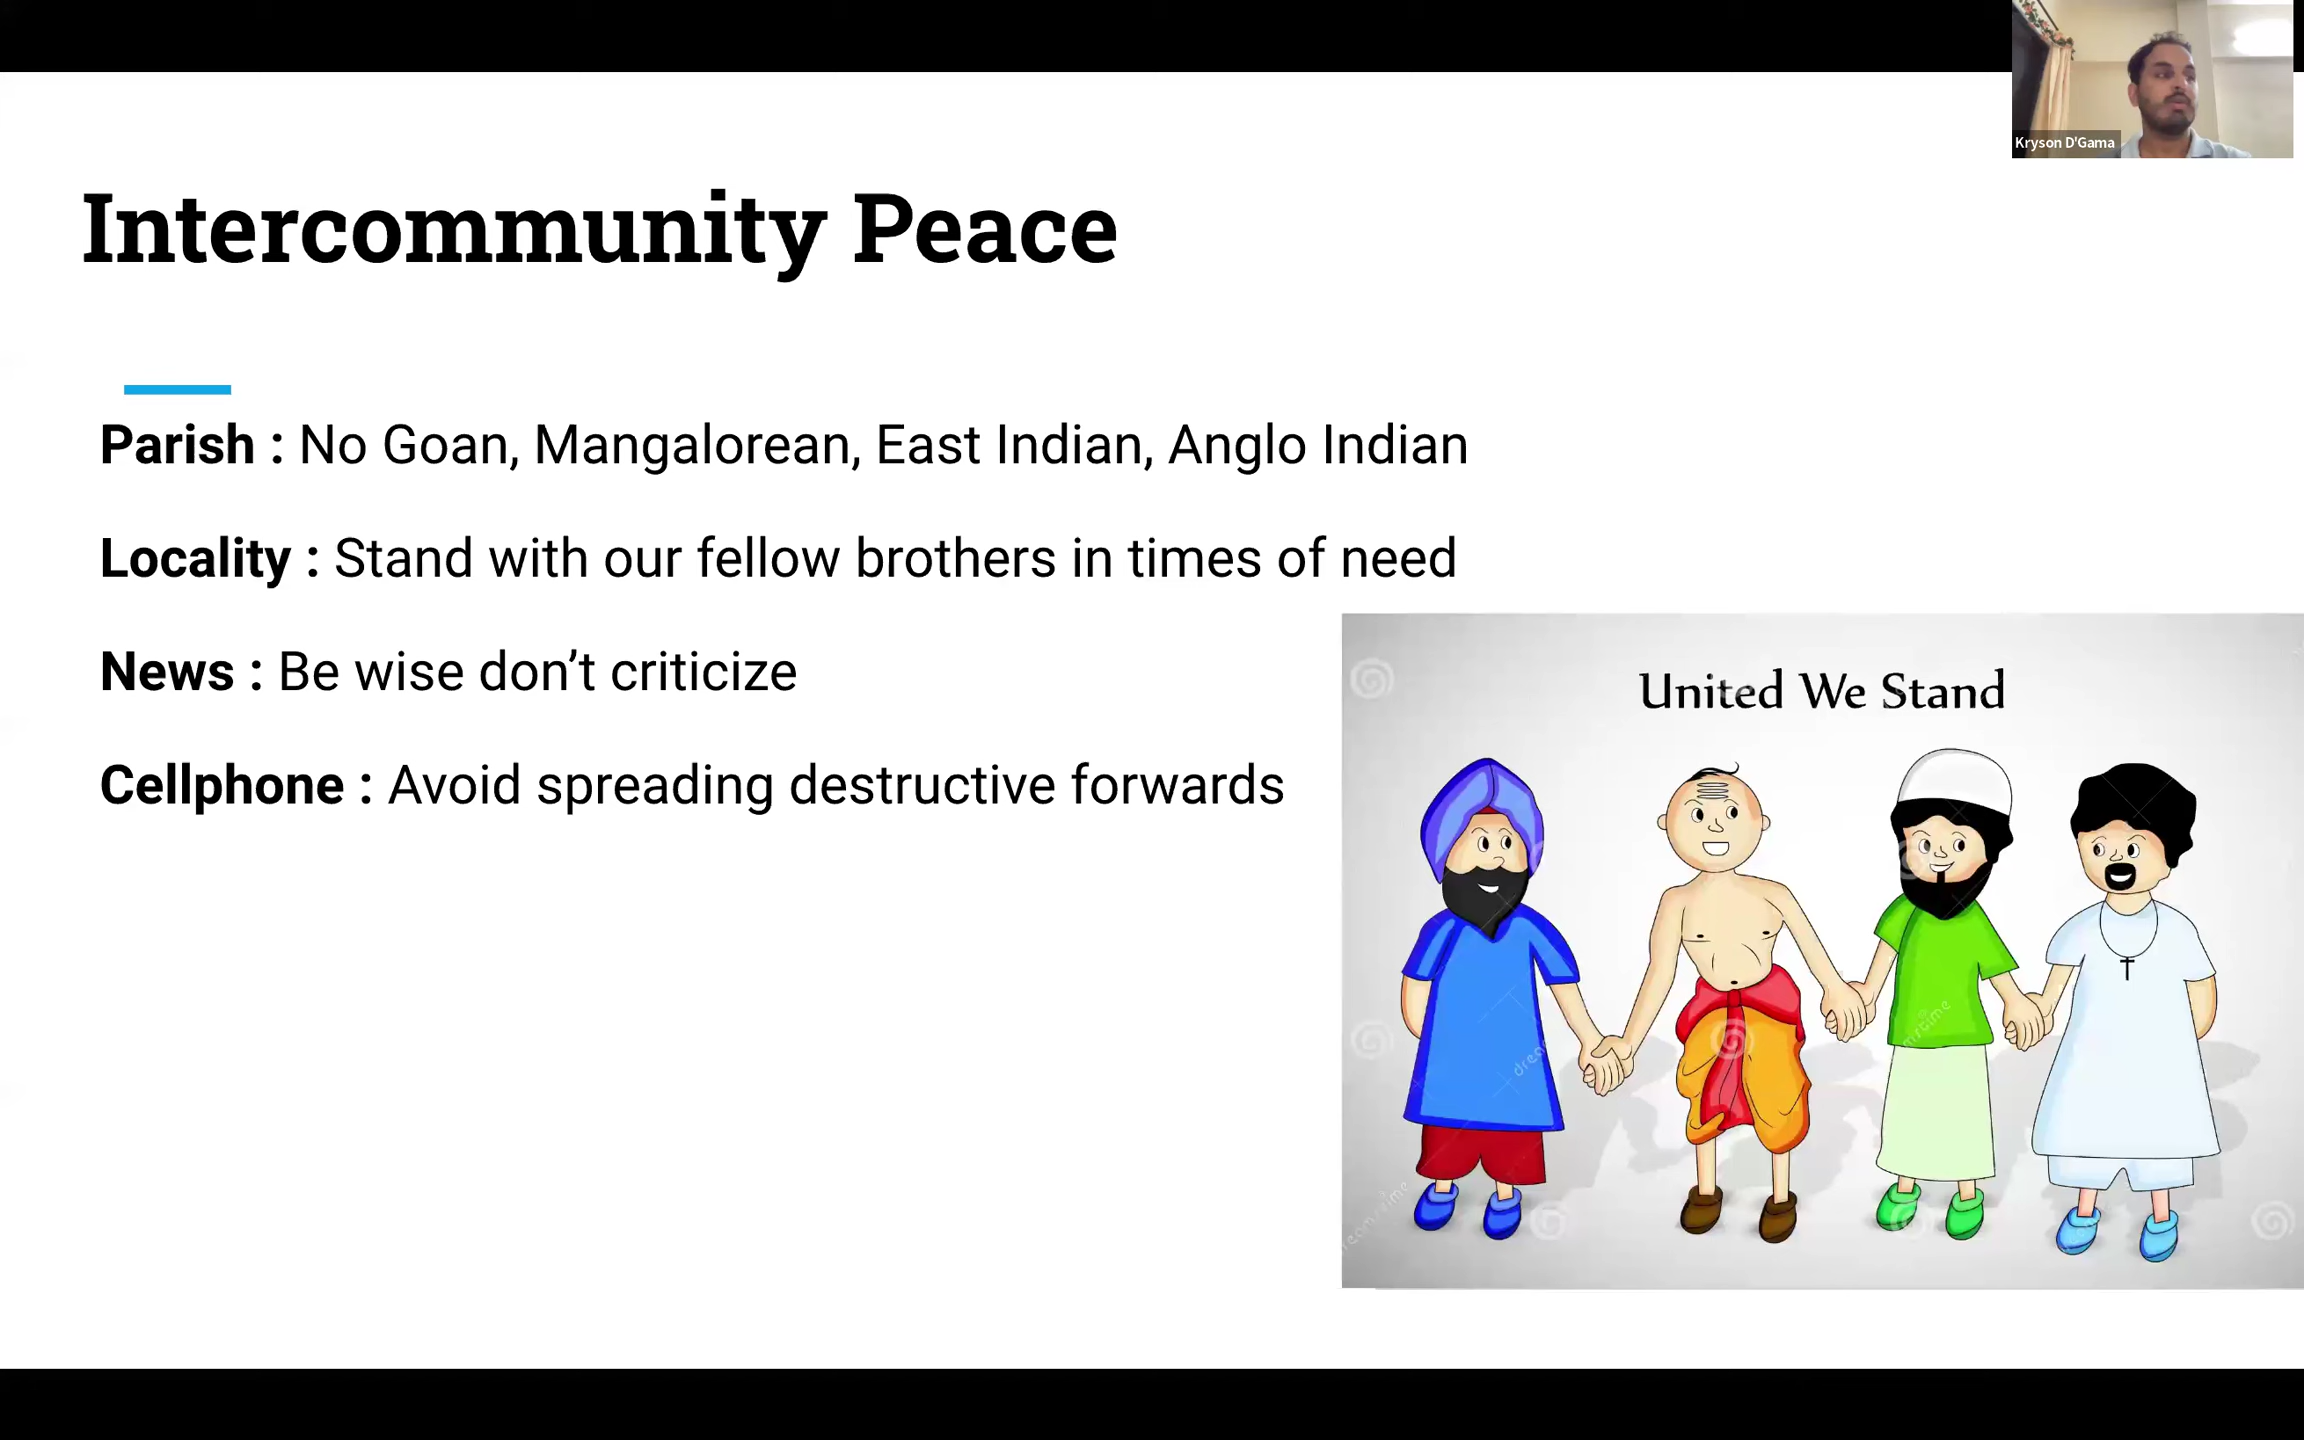 Kryson D'Gama
Intercommunity Peace
Parish : No Goan, Mangalorean, East Indian, Anglo Indian
Locality : Stand with our fellow brothers in times of need
News : Be wise don’t criticize
Cellphone : Avoid spreading destructive forwards
United We Stand